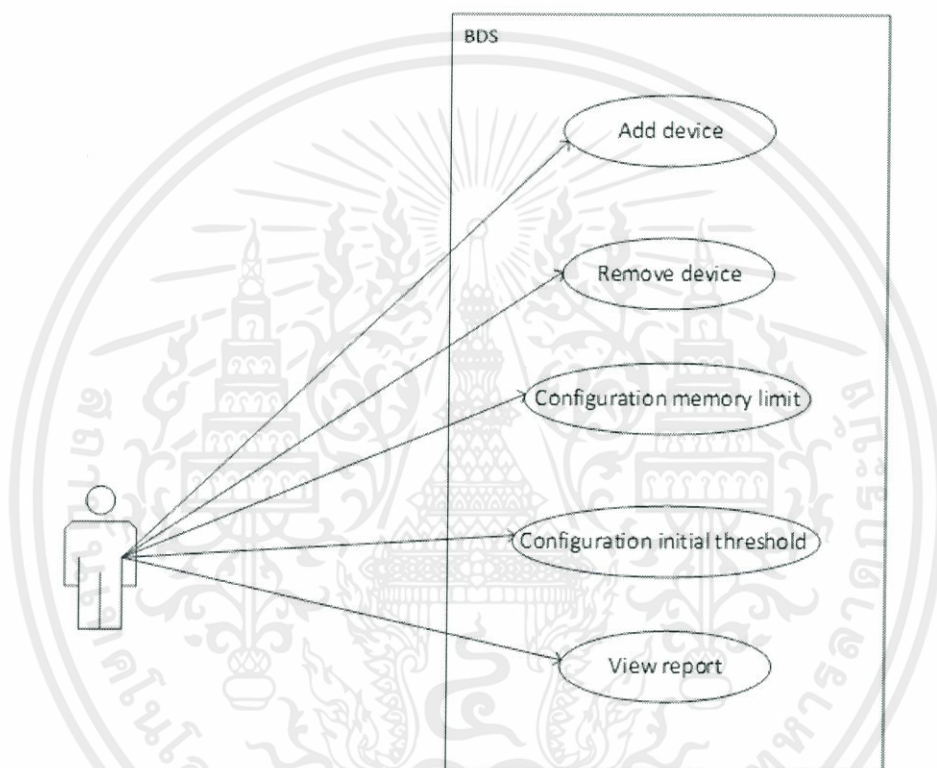 BDS
Add device
Remove device
Configuration memory limit
Configuration initial threshold
View report